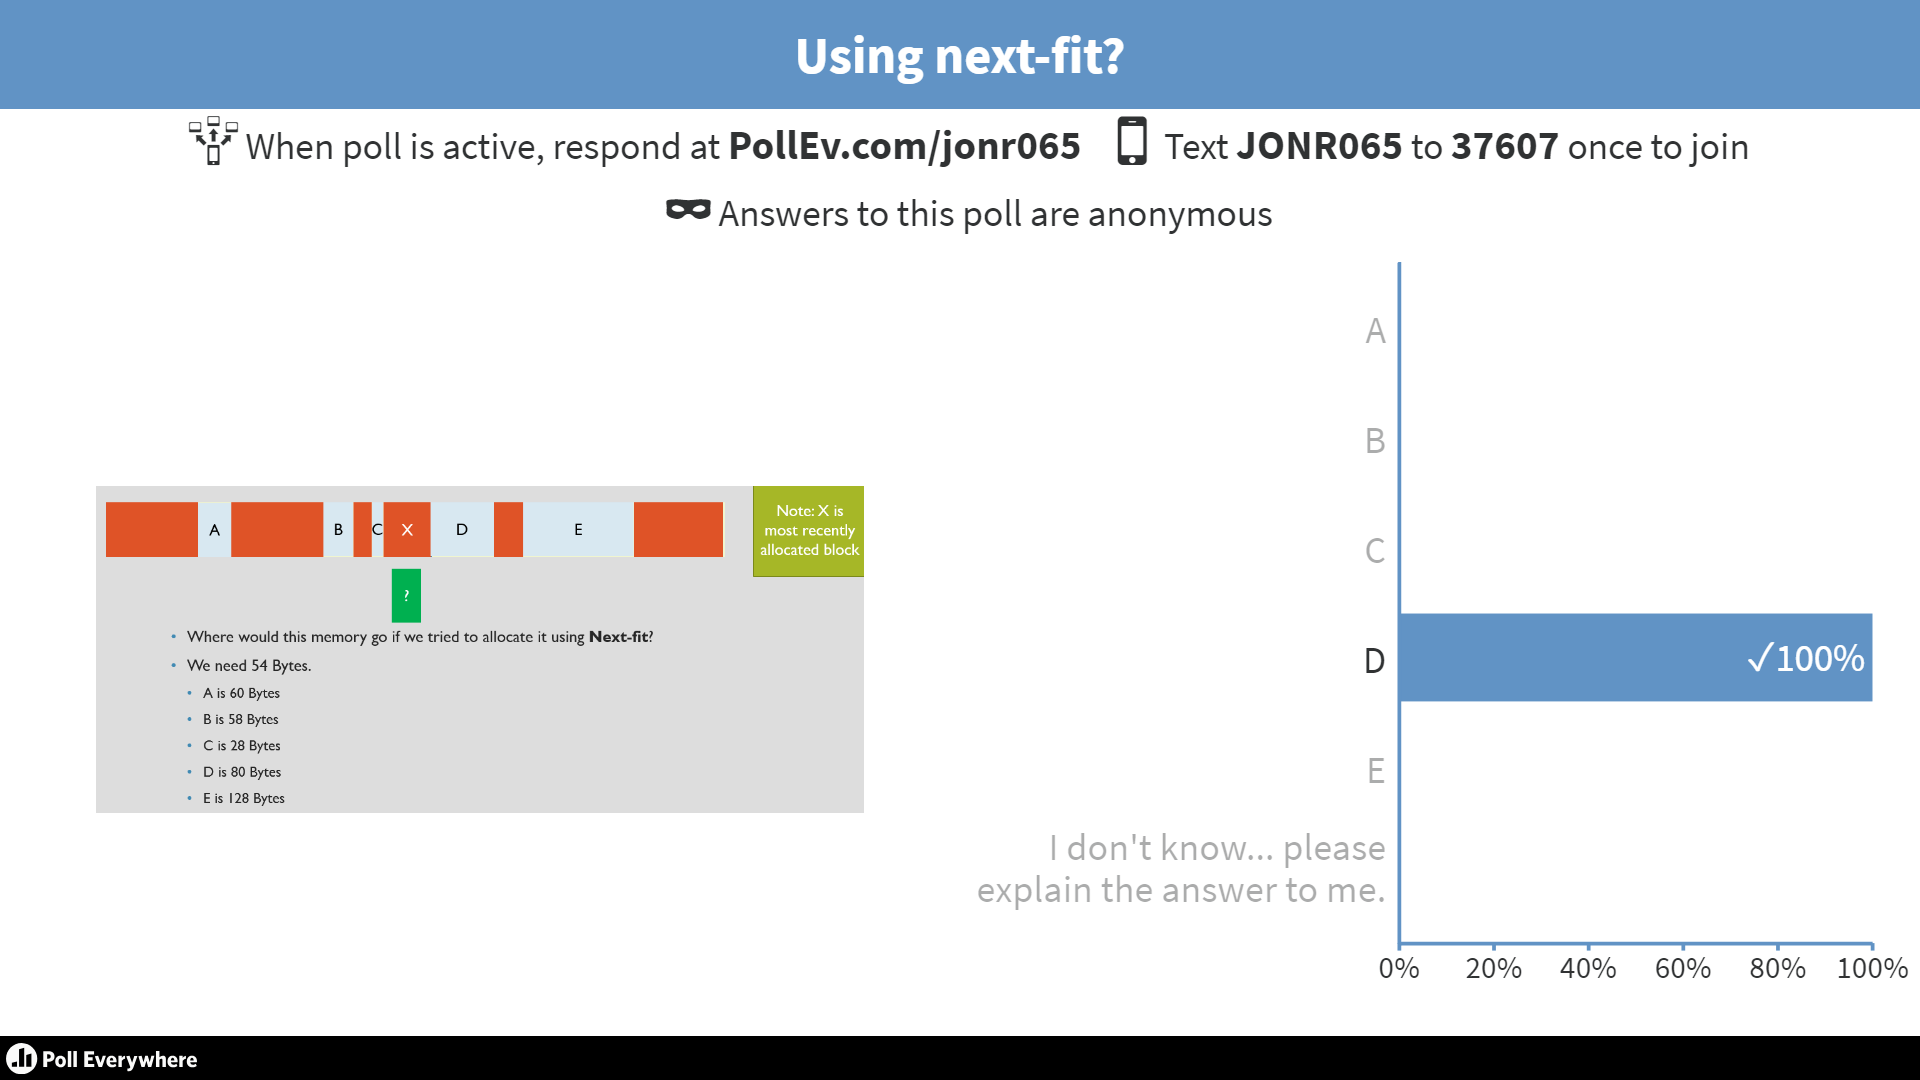 Using next-fit?
When poll is active, respond at PollEv.com/jonr065 Text JONR065 to 37607 once to join
Answers to this poll are anonymous
A B C X D E
Note: X is
most recently
allocated block
?
• Where would this memory go if we tried to allocate it using Next-fit?
• We need 54 Bytes.
• A is 60 Bytes
• B is 58 Bytes
• C is 28 Bytes
• D is 80 Bytes
• E is 128 Bytes
A
B
C
D ✓100%
E
I don't know... please
explain the answer to me.
0% 20% 40% 60% 80% 100%
Poll Everywhere